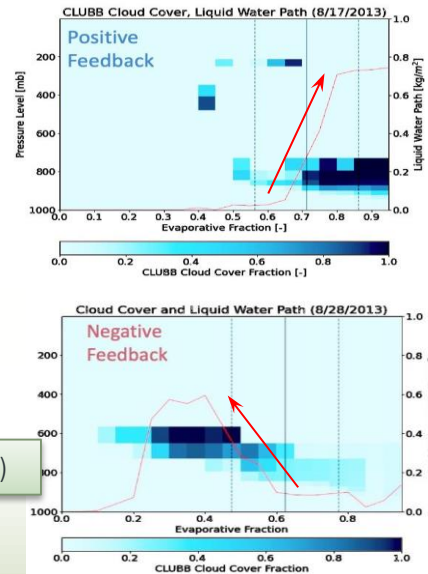 CLUBB Cloud Cover, Liquid Water Path (8/17/2013)
Positive
Feedback
Pressure Level [mb]
200
400
600
800
1000
1.0
0.8
0.6
0.4
0.2
0.0
Liquid Water Path [kg/m²]
0.0 0.1 0.2 0.3 0.4 0.5 0.6 0.7 0.8 0.9
Evaporative Fraction [-]
0.0 0.2 0.4 0.6 0.8 1.0
CLUBB Cloud Cover Fraction [-]
Cloud Cover and Liquid Water Path (8/28/2013)
Negative
Feedback
200
400
600
800
1000
1.0
0.8
0.6
0.4
0.2
0.0
)
0.0 0.2 0.4 0.6 0.8
Evaporative Fraction
0.0 0.2 0.4 0.6 0.8 1.0
CLUBB Cloud Cover Fraction